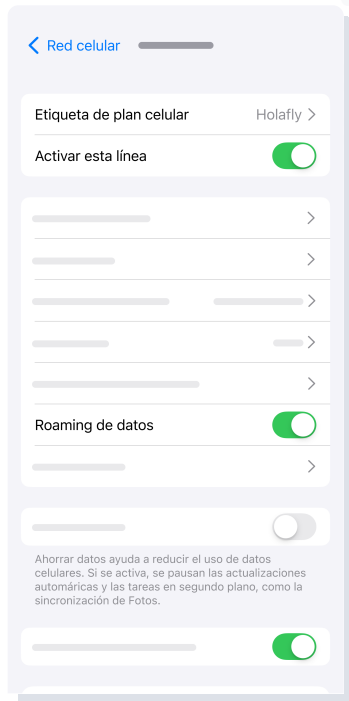 Red celular
Etiqueta de plan celular Holafly
Activar esta línea
Roaming de datos
Ahorrar datos ayuda a reducir el uso de datos
celulares. Si se activa, se pausan las actualizaciones
automáricas y las tareas en segundo plano, como la
sincronización de Fotos.